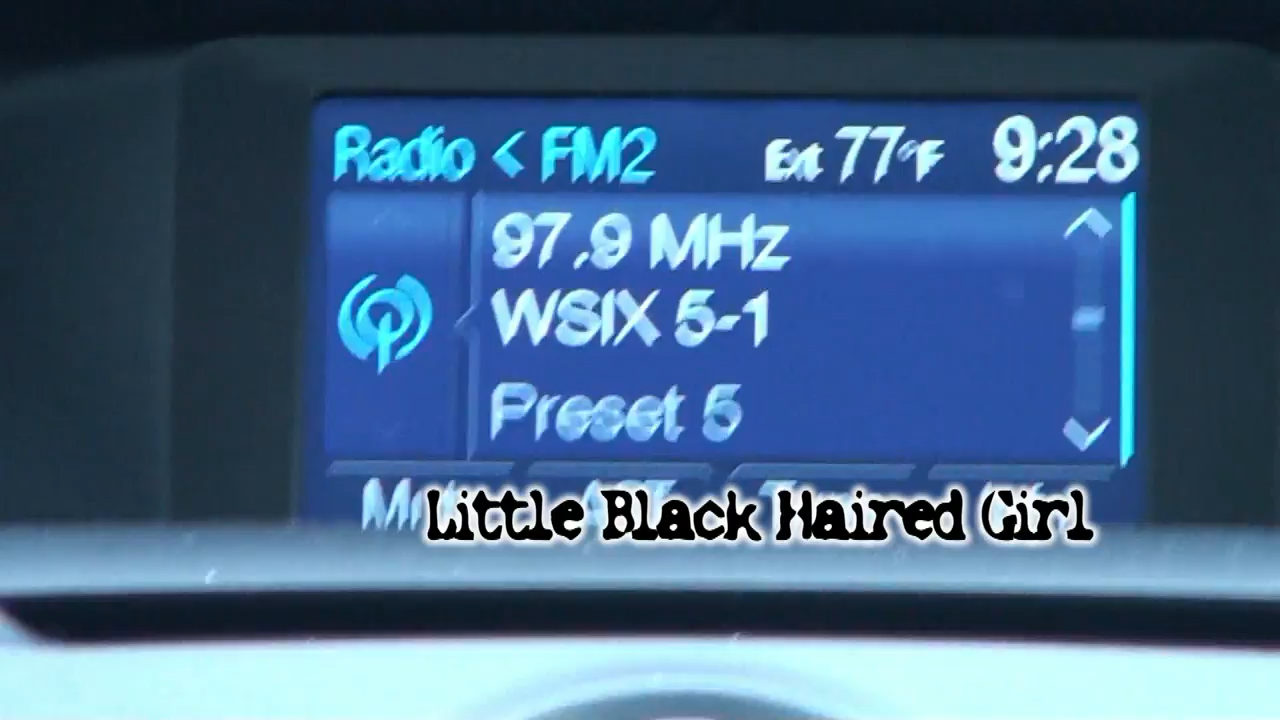 Radio < FM2 Ext 77°F 9:28
97.9 MHz
WSIX 5-1
Preset 5
Little Black Haired Girl